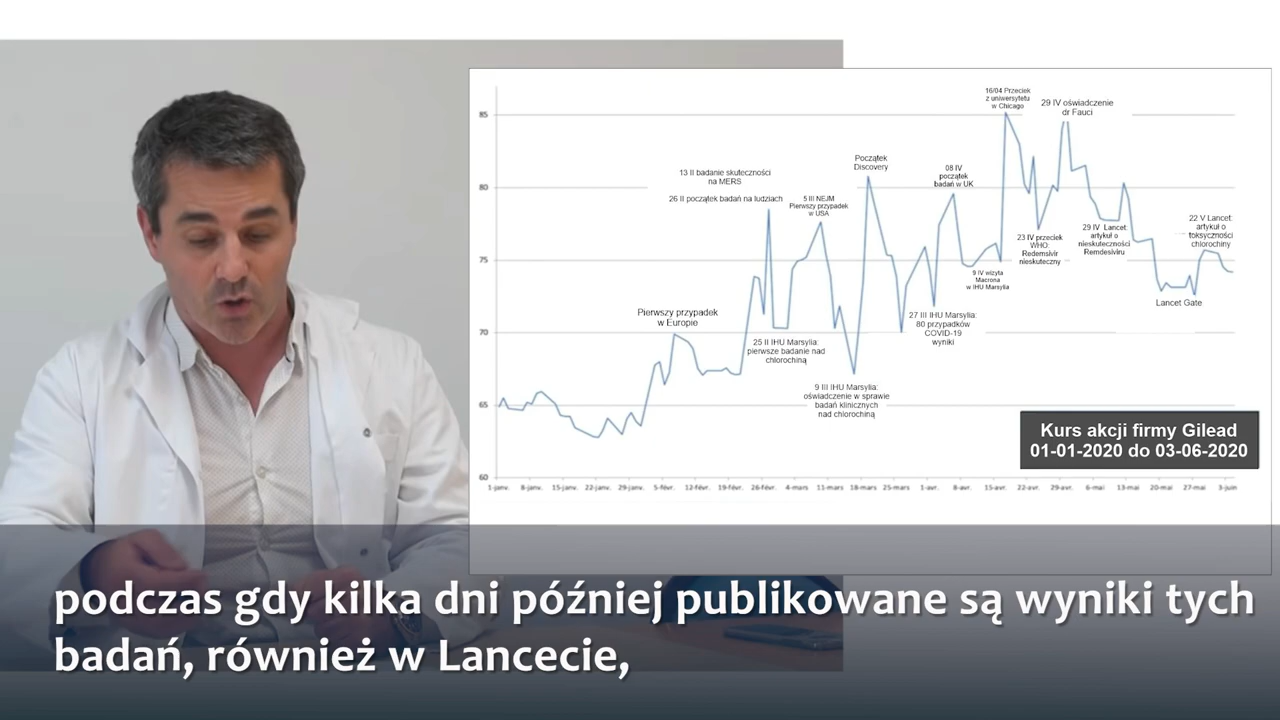 16/04 Przeciek
z uniwersytetu
w Chicago
29 IV oświadczenie
dr Fauci
85
Początek
Discovery
13 II badanie skuteczności
na MERS
08 IV
początek
badań w UK
80
26 II początek badań na ludziach
5 III NEJM
Pierwszy przypadek
w USA
22 V Lancet:
artykuł o
toksyczności
chlorochiny
29 IV Lancet:
artykuł o
nieskuteczności
Remdesiviru
23 IV przeciek
WHO
Redemsivir
nieskuteczny
75
9 IV wizyta
Macrona
w IHU Marsylia
Lancet Gate
Pierwszy przypadek
w Europie
27 III IHU Marsylia:
80 przypadków
COVID-19
wyniki
70
25 II IHU Marsylia:
pierwsze badanie nad
chlorochiną
9 III IHU Marsylia:
oświadczenie w sprawie
badań klinicznych
nad chlorochiną
65
Kurs akcji firmy Gilead
01-01-2020 do 03-06-2020
60
1-janv. 8-janv. 15-janv. 22-janv. 29-janv. 5-févr. 12-févr. 19-févr. 26-févr. 4-mars 11-mars 18-mars 25-mars 1-avr. 8-avr. 15-avr. 22-avr. 29-avr. 6-mai 13-mai 20-mai 27-mai 3-juin
podczas gdy kilka dni później publikowane są wyniki tych
badań, również w Lancecie,